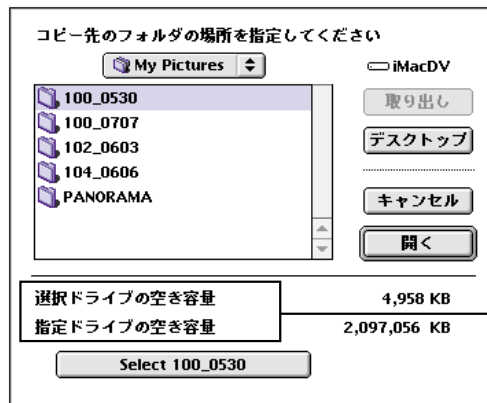 コピー先のフォルダの場所を指定してください
My Pictures
iMacDV
100_0530
100_0707
102_0603
104_0606
PANORAMA
取り出し
デスクトップ
キャンセル
開く
選択ドライブの空き容量 4,958 KB
指定ドライブの空き容量 2,097,056 KB
Select 100_0530